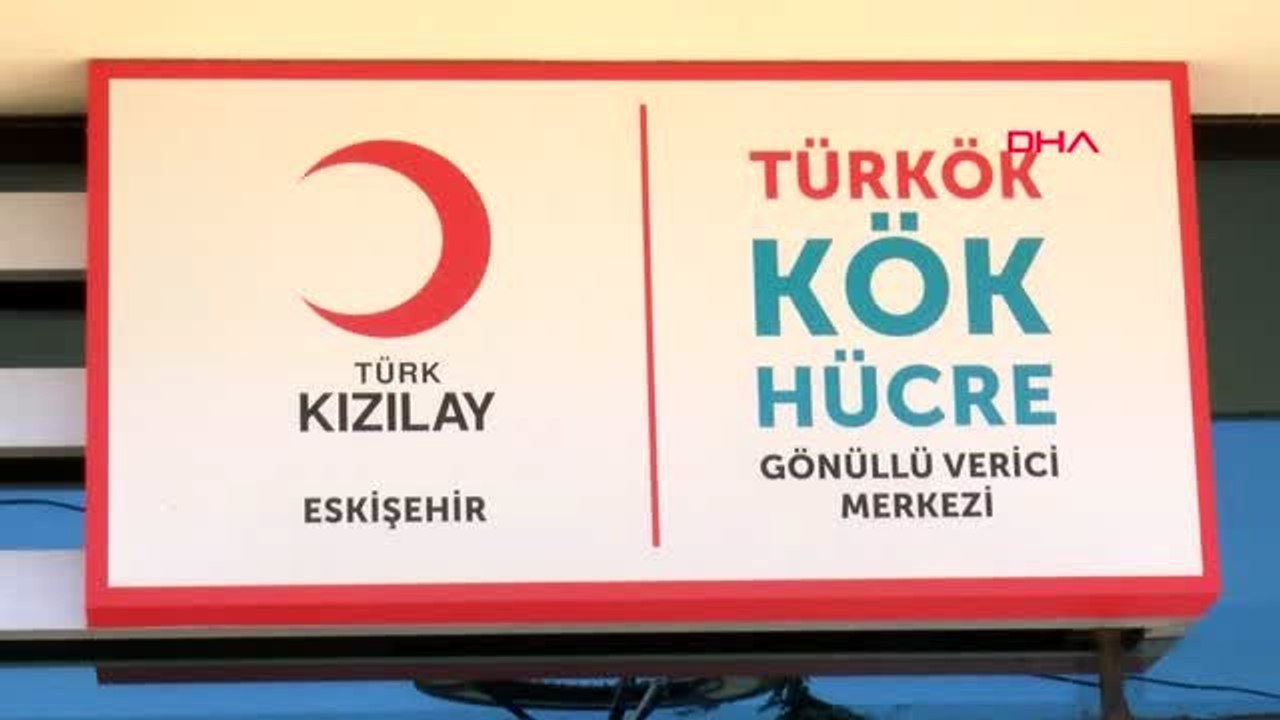 TÜRK
KIZILAY
ESKİŞEHİR
TÜRKÖK
KÖK
HÜCRE
GÖNÜLLÜ VERİCİ
MERKEZİ
DHA